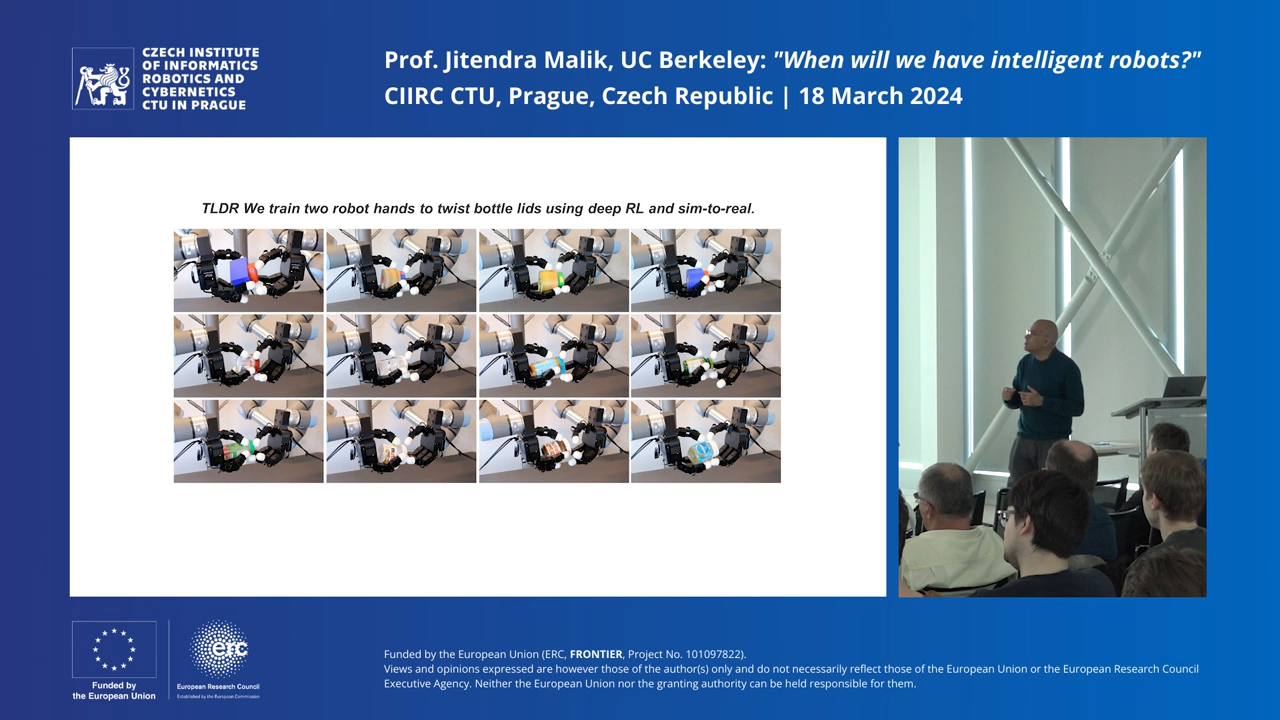 CZECH INSTITUTE
OF INFORMATICS
ROBOTICS AND
CYBERNETICS
CTU IN PRAGUE
Prof. Jitendra Malik, UC Berkeley: "When will we have intelligent robots?"
CIIRC CTU, Prague, Czech Republic | 18 March 2024
TLDR We train two robot hands to twist bottle lids using deep RL and sim-to-real.
Funded by
the European Union
erc
European Research Council
Established by the European Commission
Funded by the European Union (ERC, FRONTIER, Project No. 101097822).
Views and opinions expressed are however those of the author(s) only and do not necessarily reflect those of the European Union or the European Research Council
Executive Agency. Neither the European Union nor the granting authority can be held responsible for them.